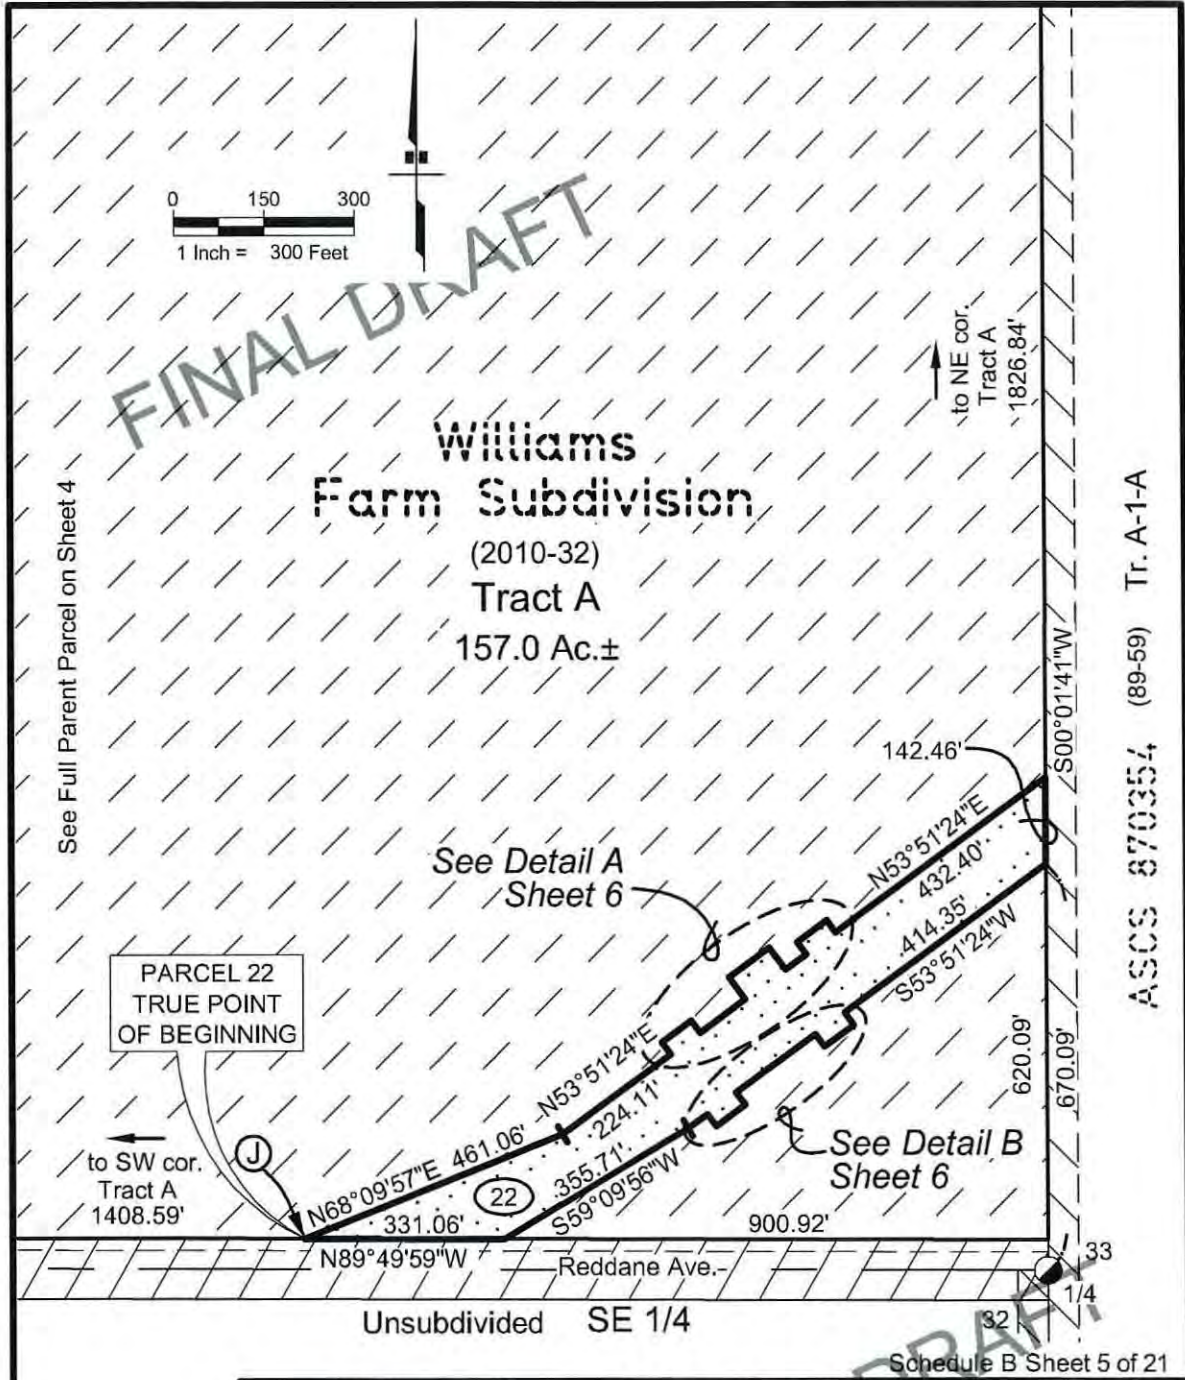 0 150 300
1 Inch = 300 Feet
FINAL DRAFT
to NE cor.
Tract A
1826.84'
Williams
Farm Subdivision
(2010-32)
Tract A
157.0 Ac.±
See Full Parent Parcel on Sheet 4
ASCS 870354 (89-59) Tr. A-1-A
S00°01'41"W
142.46'
N53°51'24"E
432.40'
See Detail A
Sheet 6
414.35'
S53°51'24"W
PARCEL 22
TRUE POINT
OF BEGINNING
N53°51'24"E
224.11'
620.09'
670.09'
See Detail B
Sheet 6
to SW cor.
Tract A
1408.59'
J
N68°09'57"E 461.06'
22
355.71'
S59°09'56"W
331.06'
900.92'
N89°49'59"W
Reddane Ave.
33
1/4
32
Unsubdivided SE 1/4
DRAFT
Schedule B Sheet 5 of 21